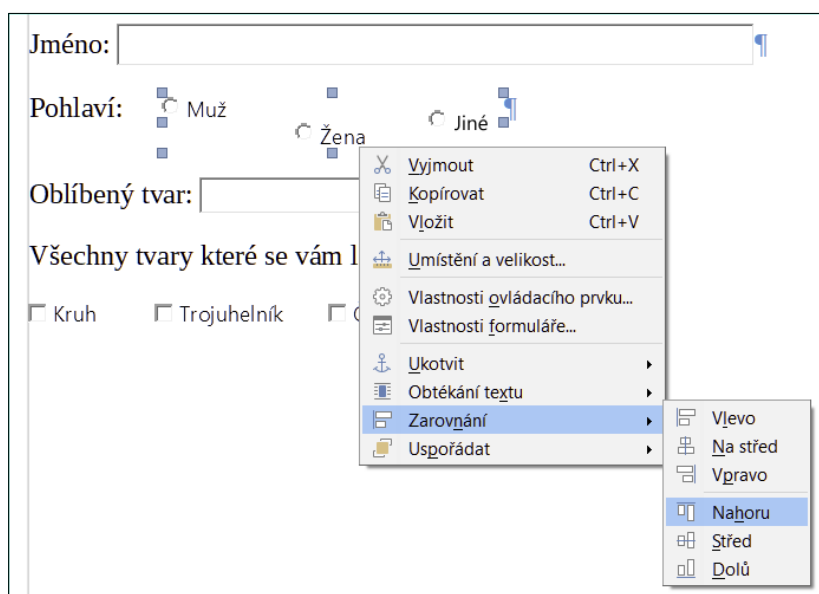 Jméno: ¶
Pohlaví: Muž Žena Jiné ¶
Oblíbený tvar:
Všechny tvary které se vám l
Kruh Trojuhelník
Vyjmout Ctrl+X
Kopírovat Ctrl+C
Vložit Ctrl+V
Umístění a velikost...
Vlastnosti ovládacího prvku...
Vlastnosti formuláře...
Ukotvit
Obtékání textu
Zarovnání
Uspořádat
Vlevo
Na střed
Vpravo
Nahoru
Střed
Dolů